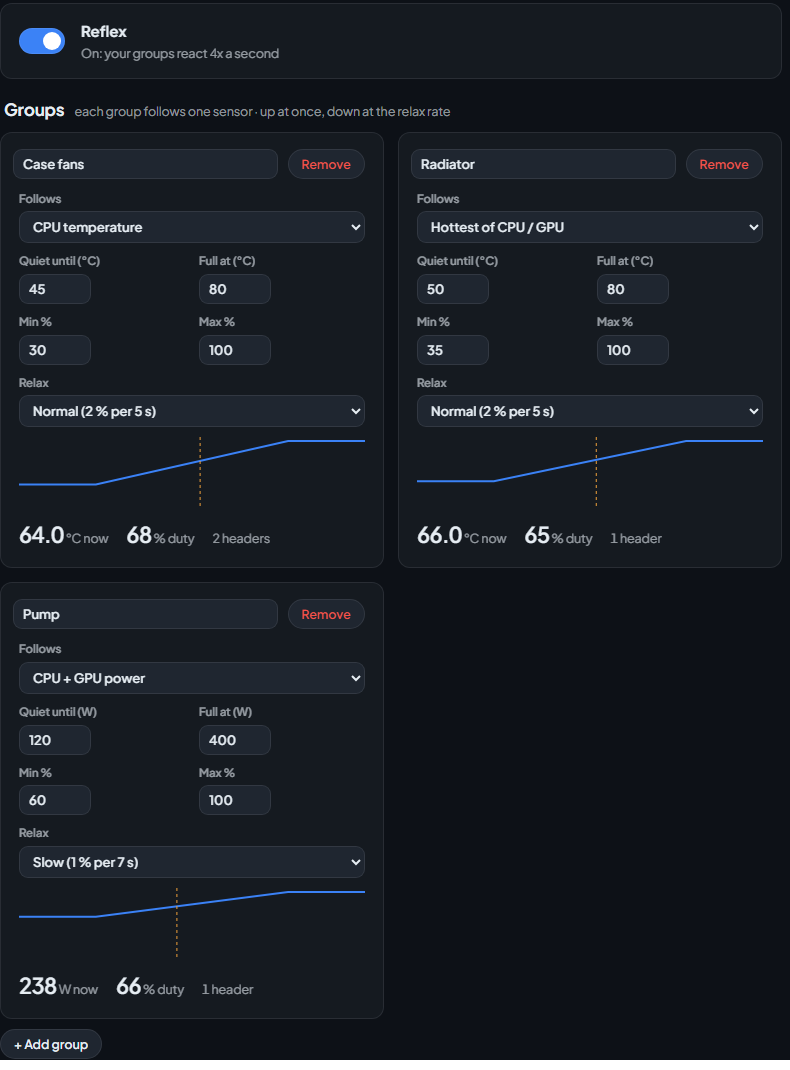 Reflex
On: your groups react 4x a second
Groups each group follows one sensor · up at once, down at the relax rate
Case fans Remove
Follows
CPU temperature
Quiet until (°C) Full at (°C)
45 80
Min % Max %
30 100
Relax
Normal (2 % per 5 s)
64.0 °C now 68 % duty 2 headers
Radiator Remove
Follows
Hottest of CPU / GPU
Quiet until (°C) Full at (°C)
50 80
Min % Max %
35 100
Relax
Normal (2 % per 5 s)
66.0 °C now 65 % duty 1 header
Pump Remove
Follows
CPU + GPU power
Quiet until (W) Full at (W)
120 400
Min % Max %
60 100
Relax
Slow (1 % per 7 s)
238 W now 66 % duty 1 header
+ Add group